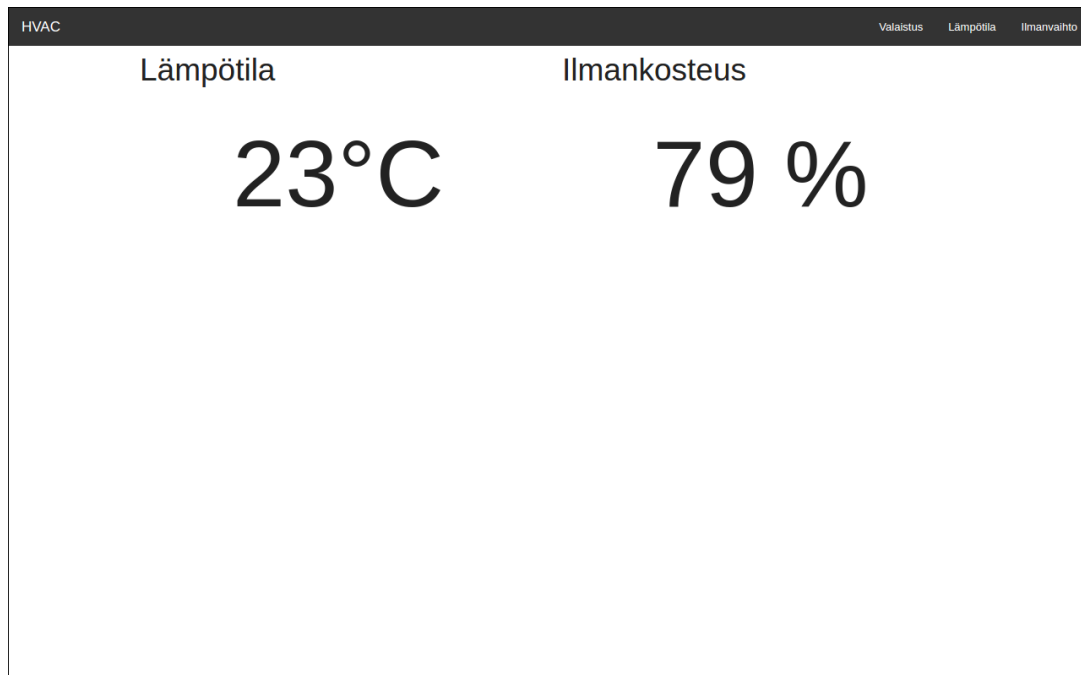 HVAC Valaistus Lämpötila Ilmanvaihto
Lämpötila Ilmankosteus
23°C 79 %